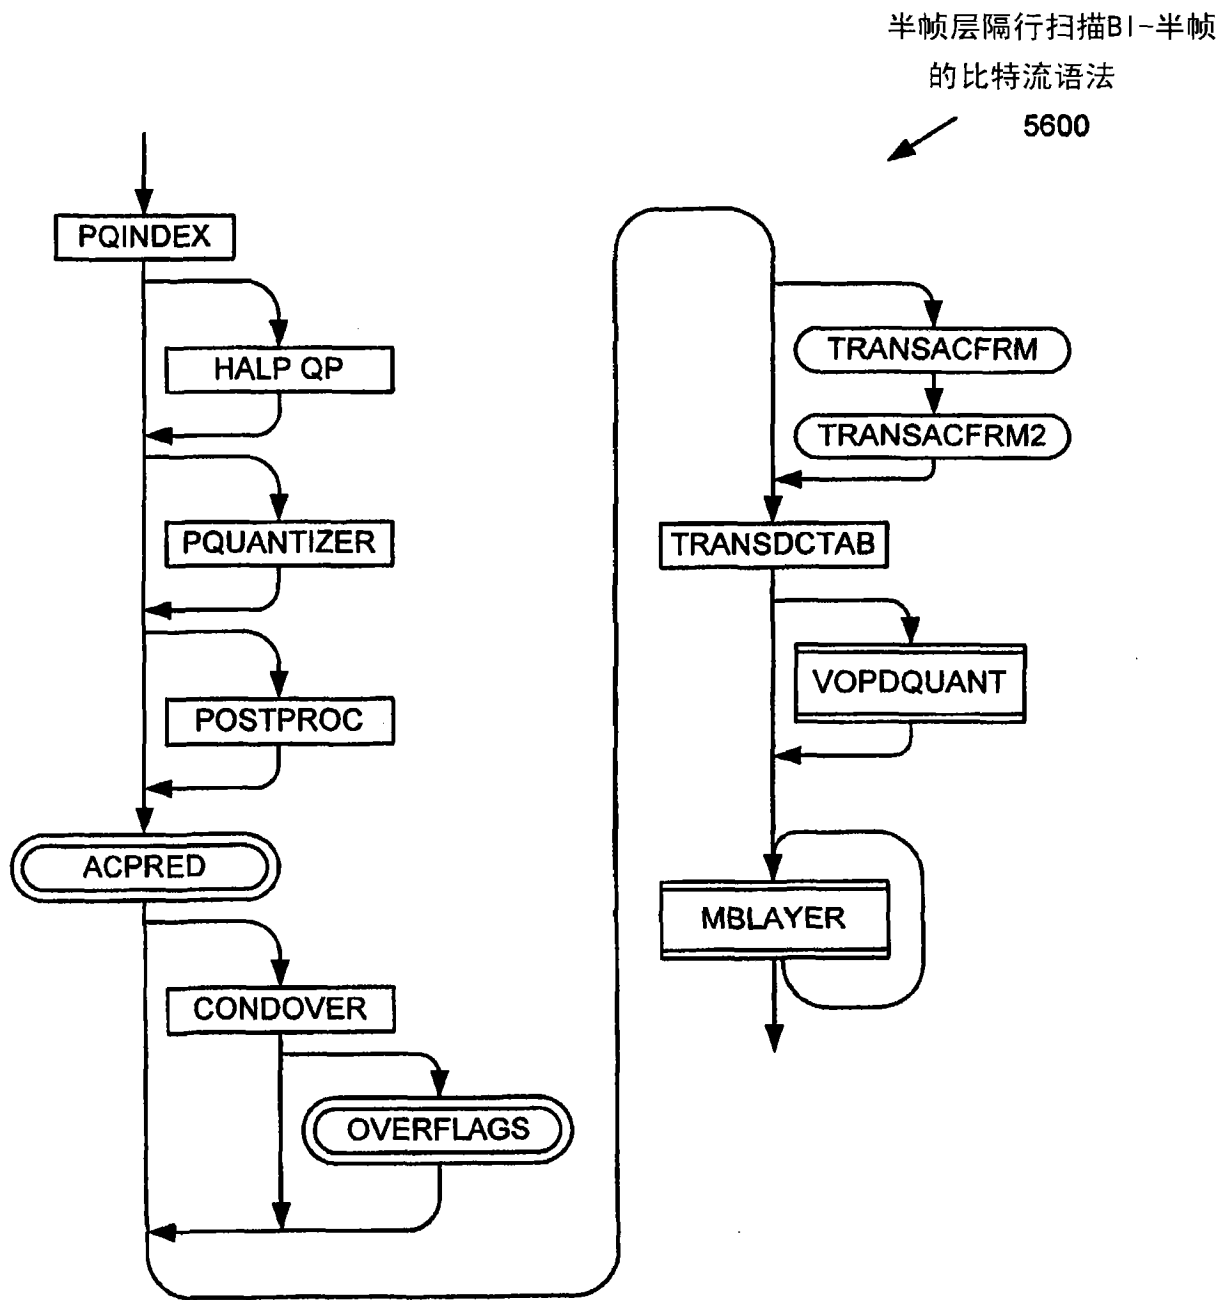 半帧层隔行扫描BI-半帧
的比特流语法
5600
PQINDEX
HALP QP
PQUANTIZER
POSTPROC
ACPRED
CONDOVER
OVERFLAGS
TRANSACFRM
TRANSACFRM2
TRANSDCTAB
VOPDQUANT
MBLAYER